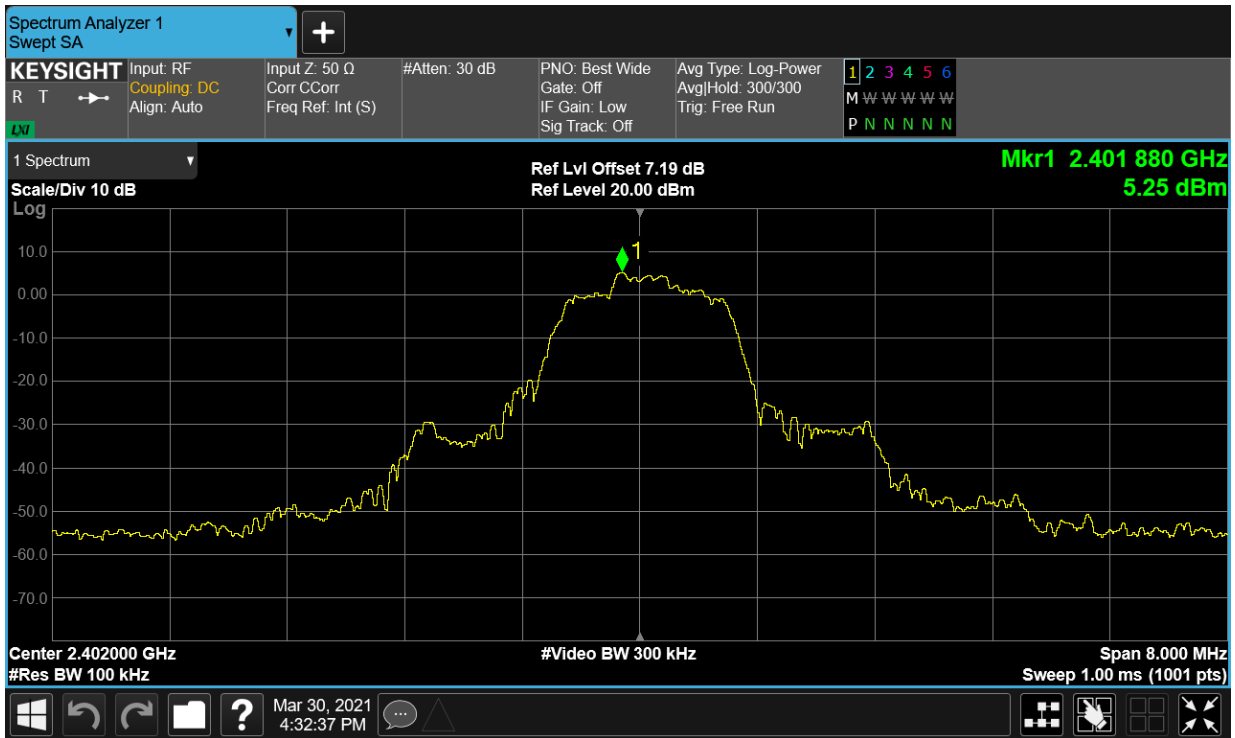 Spectrum Analyzer 1
Swept SA
KEYSIGHT
R T
LXI
Input: RF
Coupling: DC
Align: Auto
Input Z: 50 Ω
Corr CCorr
Freq Ref: Int (S)
#Atten: 30 dB
PNO: Best Wide
Gate: Off
IF Gain: Low
Sig Track: Off
Avg Type: Log-Power
Avg|Hold: 300/300
Trig: Free Run
1 2 3 4 5 6
M W W W W W
P N N N N N
1 Spectrum
Scale/Div 10 dB
Log
Ref Lvl Offset 7.19 dB
Ref Level 20.00 dBm
Mkr1 2.401 880 GHz
5.25 dBm
1
10.0
0.00
-10.0
-20.0
-30.0
-40.0
-50.0
-60.0
-70.0
Center 2.402000 GHz
#Res BW 100 kHz
#Video BW 300 kHz
Span 8.000 MHz
Sweep 1.00 ms (1001 pts)
?
Mar 30, 2021
4:32:37 PM